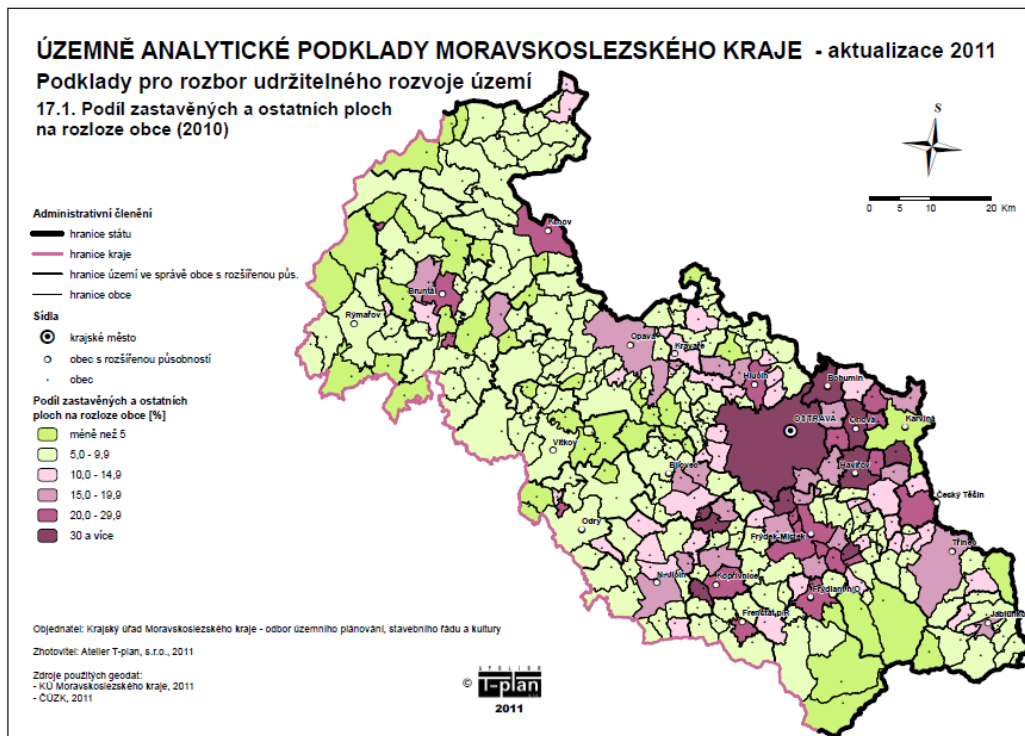 ÚZEMNĚ ANALYTICKÉ PODKLADY MORAVSKOSLEZSKÉHO KRAJE - aktualizace 2011
Podklady pro rozbor udržitelného rozvoje území
17.1. Podíl zastavěných a ostatních ploch
na rozloze obce (2010)
S
0 5 10 20 Km
Administrativní členění
hranice státu
hranice kraje
hranice území ve správě obce s rozšířenou půs.
hranice obce
Sídla
krajské město
obec s rozšířenou působností
obec
Podíl zastavěných a ostatních
ploch na rozloze obce [%]
méně než 5
5,0 - 9,9
10,0 - 14,9
15,0 - 19,9
20,0 - 29,9
30 a více
Krnov
Bruntál
Rýmařov
Opava
Kravaře
Hlučín
Bohumín
OSTRAVA
Orlová
Karviná
Vítkov
Bílovec
Havířov
Český Těšín
Odry
Frýdek-Místek
Třinec
N.Jičín
Kopřivnice
Frýdlant n/O
Frenštát p/R
Jablunkov
Objednatel: Krajský úřad Moravskoslezského kraje - odbor územního plánování, stavebního řádu a kultury
Zhotovitel: Atelier T-plan, s.r.o., 2011
Zdroje použitých geodat:
- KÚ Moravskoslezského kraje, 2011
- ČÚZK, 2011
© ATELIER
T-plan
2011